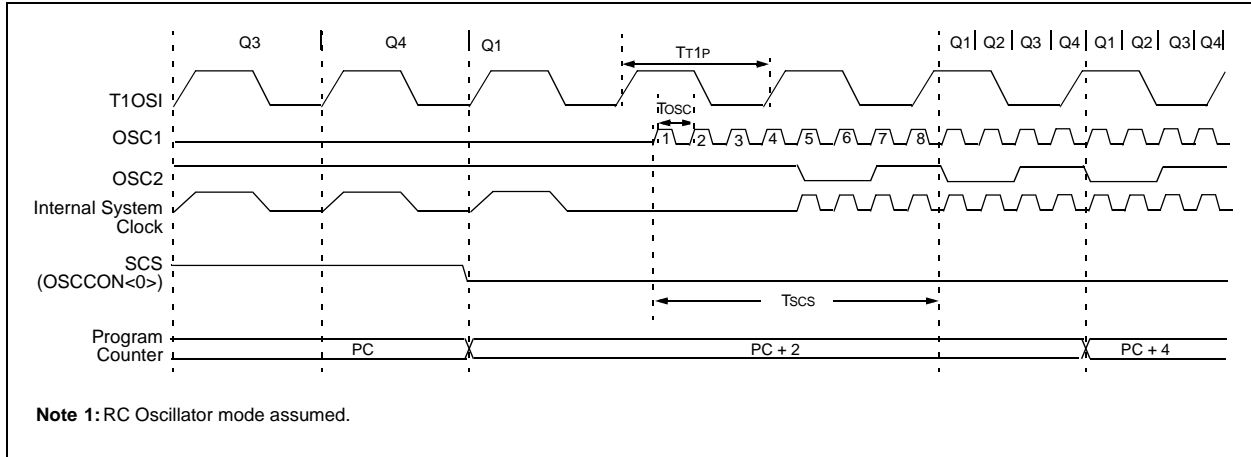 Q3 Q4 Q1 Q1 Q2 Q3 Q4 Q1 Q2 Q3 Q4
TT1P
T1OSI
TOSC
OSC1
1 2 3 4 5 6 7 8
OSC2
Internal System
Clock
SCS
(OSCCON<0>)
TSCS
Program
Counter
PC PC + 2 PC + 4
Note 1: RC Oscillator mode assumed.